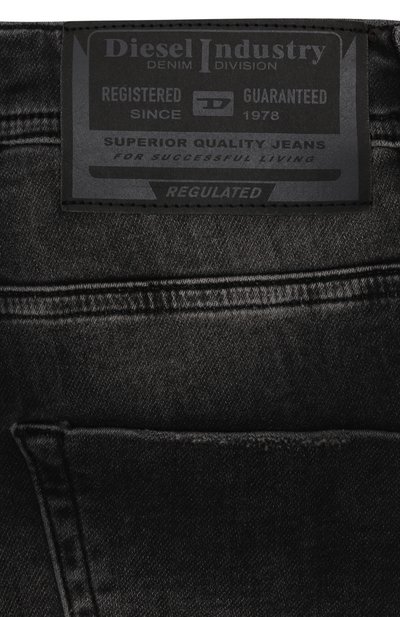 Diesel Industry
DENIM DIVISION
REGISTERED D GUARANTEED
SINCE 1978
SUPERIOR QUALITY JEANS
FOR SUCCESSFUL LIVING
REGULATED